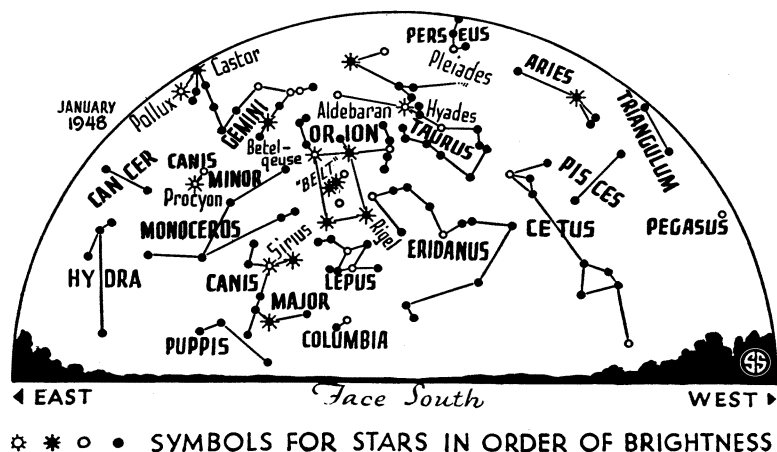 PERSEUS
Castor
Pleiades
ARIES
Pollux
JANUARY
1948
GEMINI
Aldebaran
Hyades
TRIANGULUM
ORION
TAURUS
Betel-
geuse
CANCER
CANIS
MINOR
"BELT"
PISCES
Procyon
MONOCEROS
Sirius
Rigel
ERIDANUS
CETUS
PEGASUS
HYDRA
CANIS
LEPUS
MAJOR
PUPPIS
COLUMBIA
SS
EAST
Face South
WEST
SYMBOLS FOR STARS IN ORDER OF BRIGHTNESS